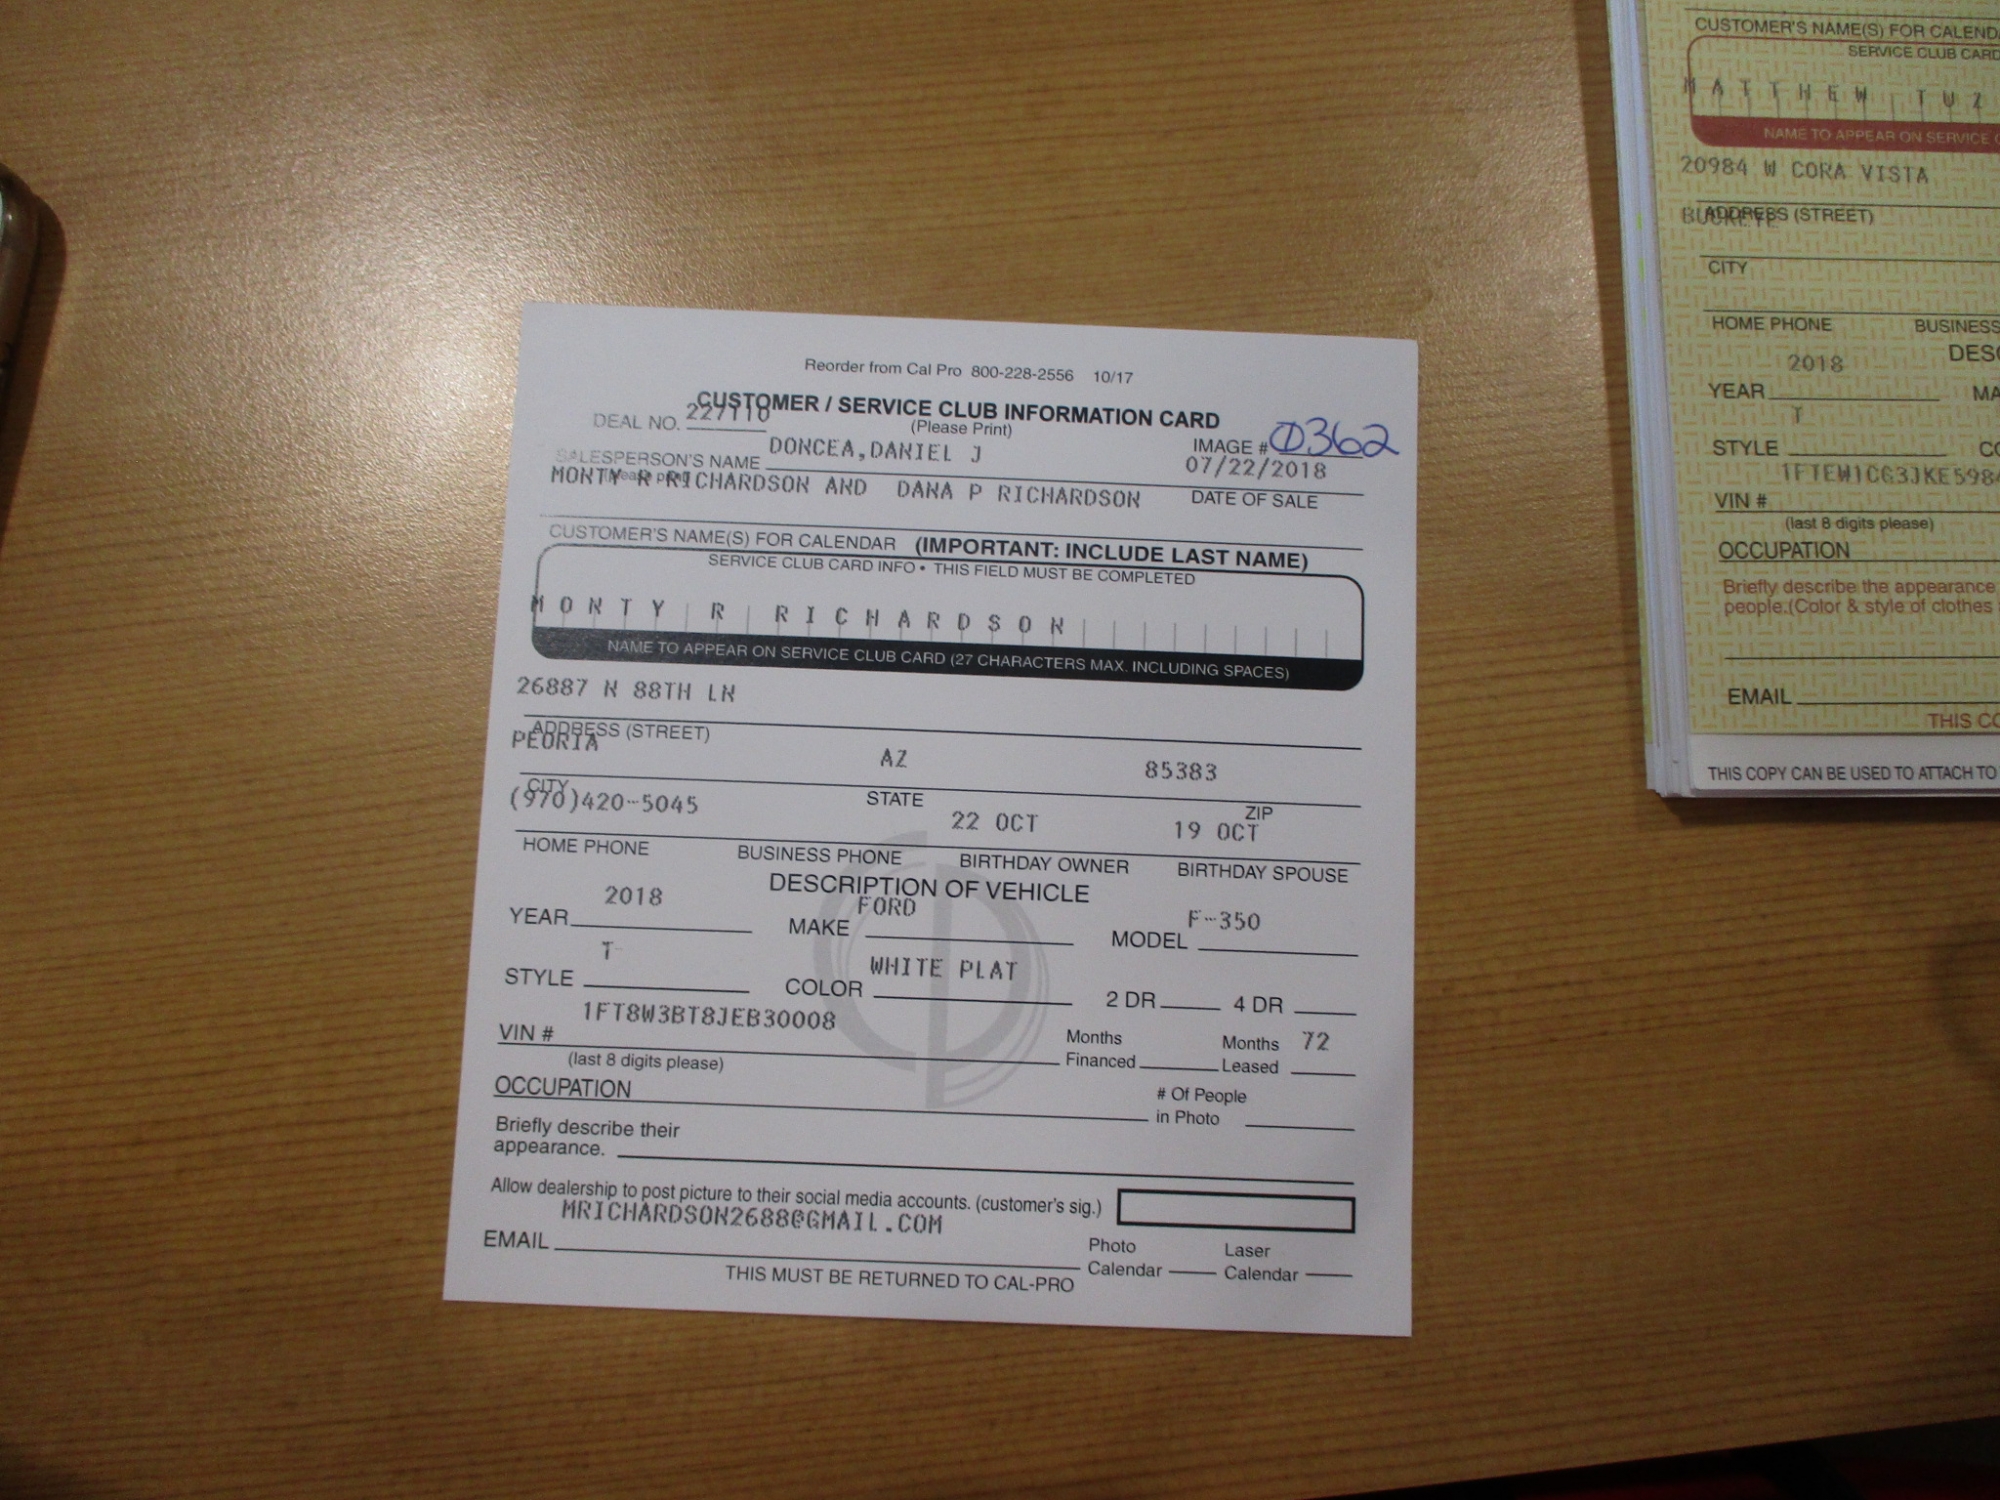 Reorder from Cal Pro 800-228-2556 10/17
CUSTOMER / SERVICE CLUB INFORMATION CARD
(Please Print)
DEAL NO. 227110
IMAGE # 0362
SALESPERSON'S NAME DONCEA,DANIEL J
07/22/2018
(Please print)
MONTY R RICHARDSON AND DANA P RICHARDSON
DATE OF SALE
CUSTOMER'S NAME(S) FOR CALENDAR (IMPORTANT: INCLUDE LAST NAME)
SERVICE CLUB CARD INFO • THIS FIELD MUST BE COMPLETED
MONTY R RICHARDSON
NAME TO APPEAR ON SERVICE CLUB CARD (27 CHARACTERS MAX. INCLUDING SPACES)
26887 N 88TH LN
ADDRESS (STREET)
PEORIA AZ 85383
CITY STATE ZIP
(970)420-5045 22 OCT 19 OCT
HOME PHONE BUSINESS PHONE BIRTHDAY OWNER BIRTHDAY SPOUSE
DESCRIPTION OF VEHICLE
YEAR 2018 MAKE FORD MODEL F-350
STYLE T COLOR WHITE PLAT 2 DR 4 DR
VIN # 1FT8W3BT8JEB30008
(last 8 digits please)
Months Financed Months Leased 72
OCCUPATION
# Of People in Photo
Briefly describe their
appearance.
Allow dealership to post picture to their social media accounts. (customer's sig.)
EMAIL MRICHARDSON2688@GMAIL.COM
Photo Calendar Laser Calendar
THIS MUST BE RETURNED TO CAL-PRO
CUSTOMER'S NAME(S) FOR
SERVICE CLUB CARD
MATTHEW TUZ
NAME TO APPEAR ON SERVICE
20984 W CORA VISTA
ADDRESS (STREET)
BUCKEYE
CITY
HOME PHONE BUSINESS
YEAR 2018
STYLE T
VIN # 1FTEW1CG3JKE598
(last 8 digits please)
OCCUPATION
Briefly describe the appearance
people.(Color & style of clothes
EMAIL
THIS
THIS COPY CAN BE USED TO ATTACH TO